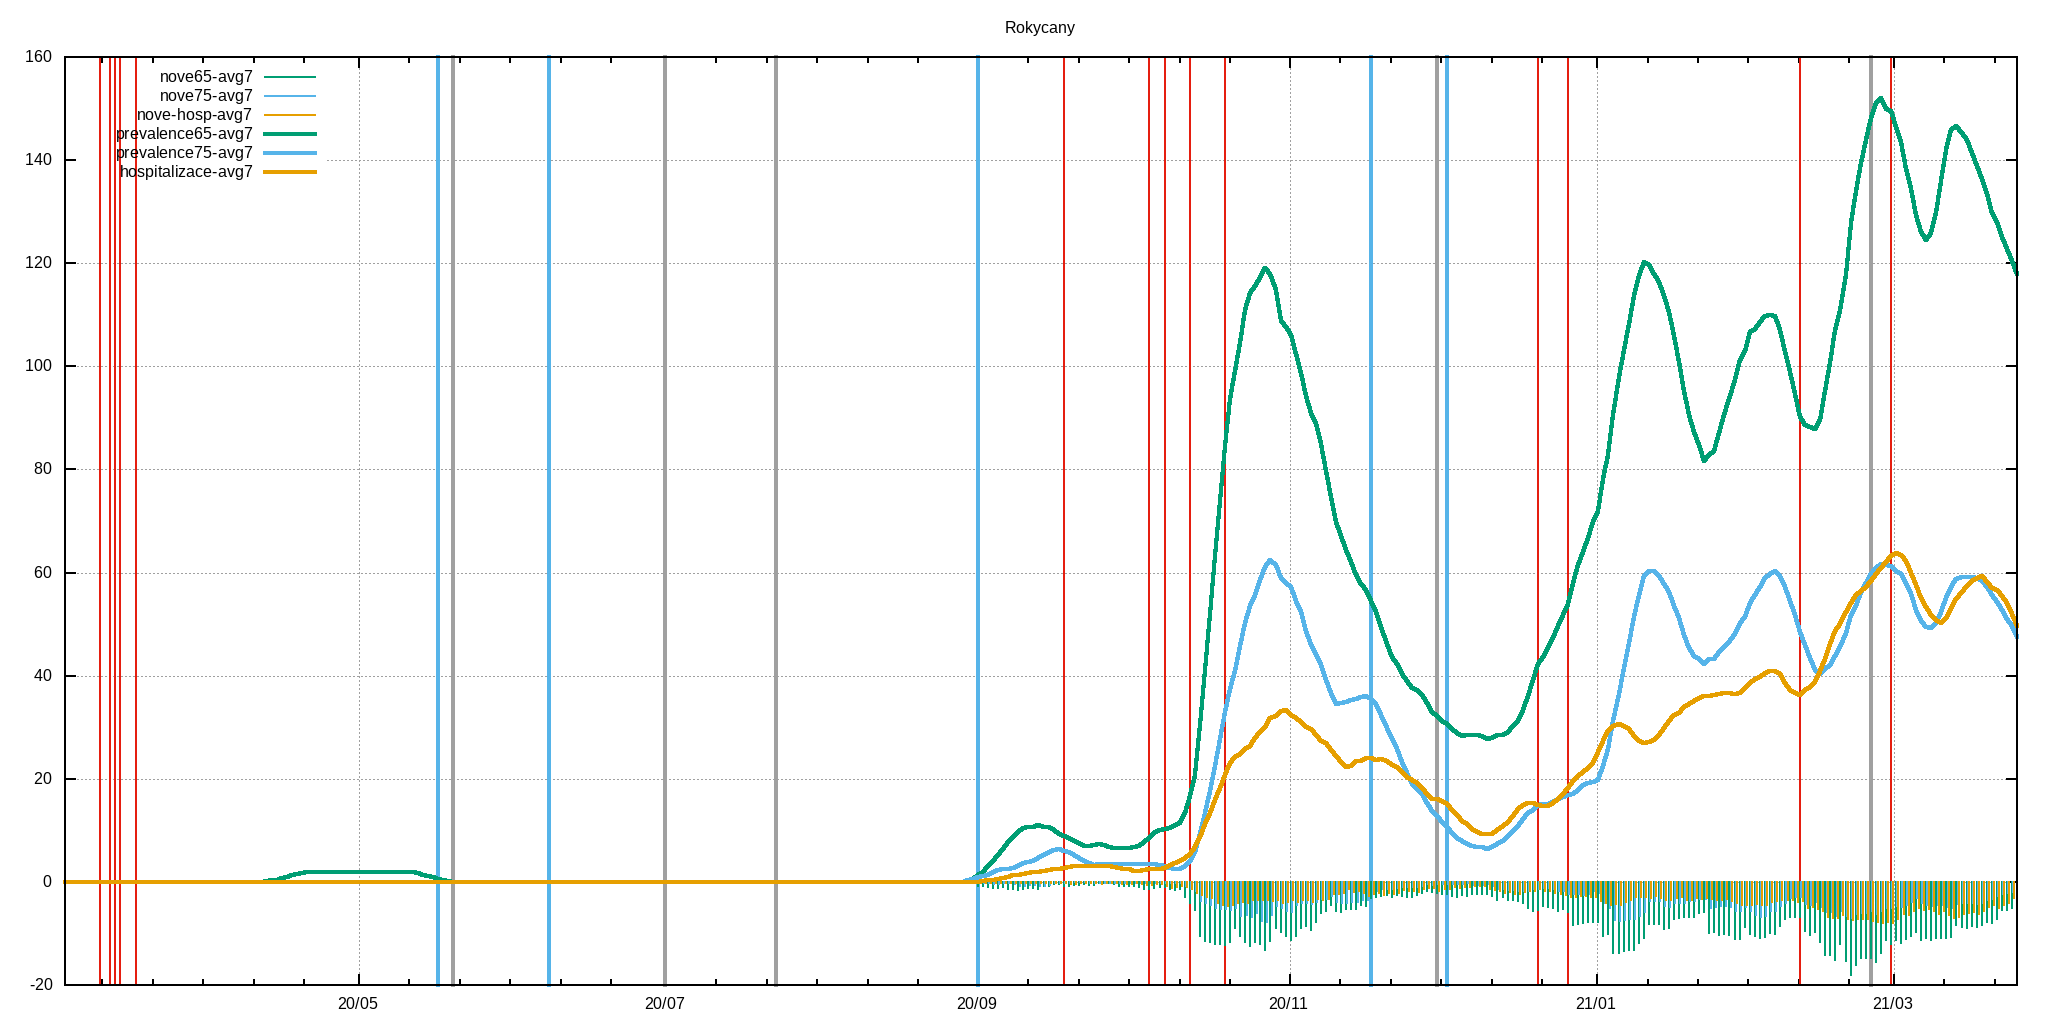 Rokycany
160
140
120
100
80
60
40
20
0
-20
nove65-avg7
nove75-avg7
nove-hosp-avg7
prevalence65-avg7
prevalence75-avg7
hospitalizace-avg7
20/05 20/07 20/09 20/11 21/01 21/03